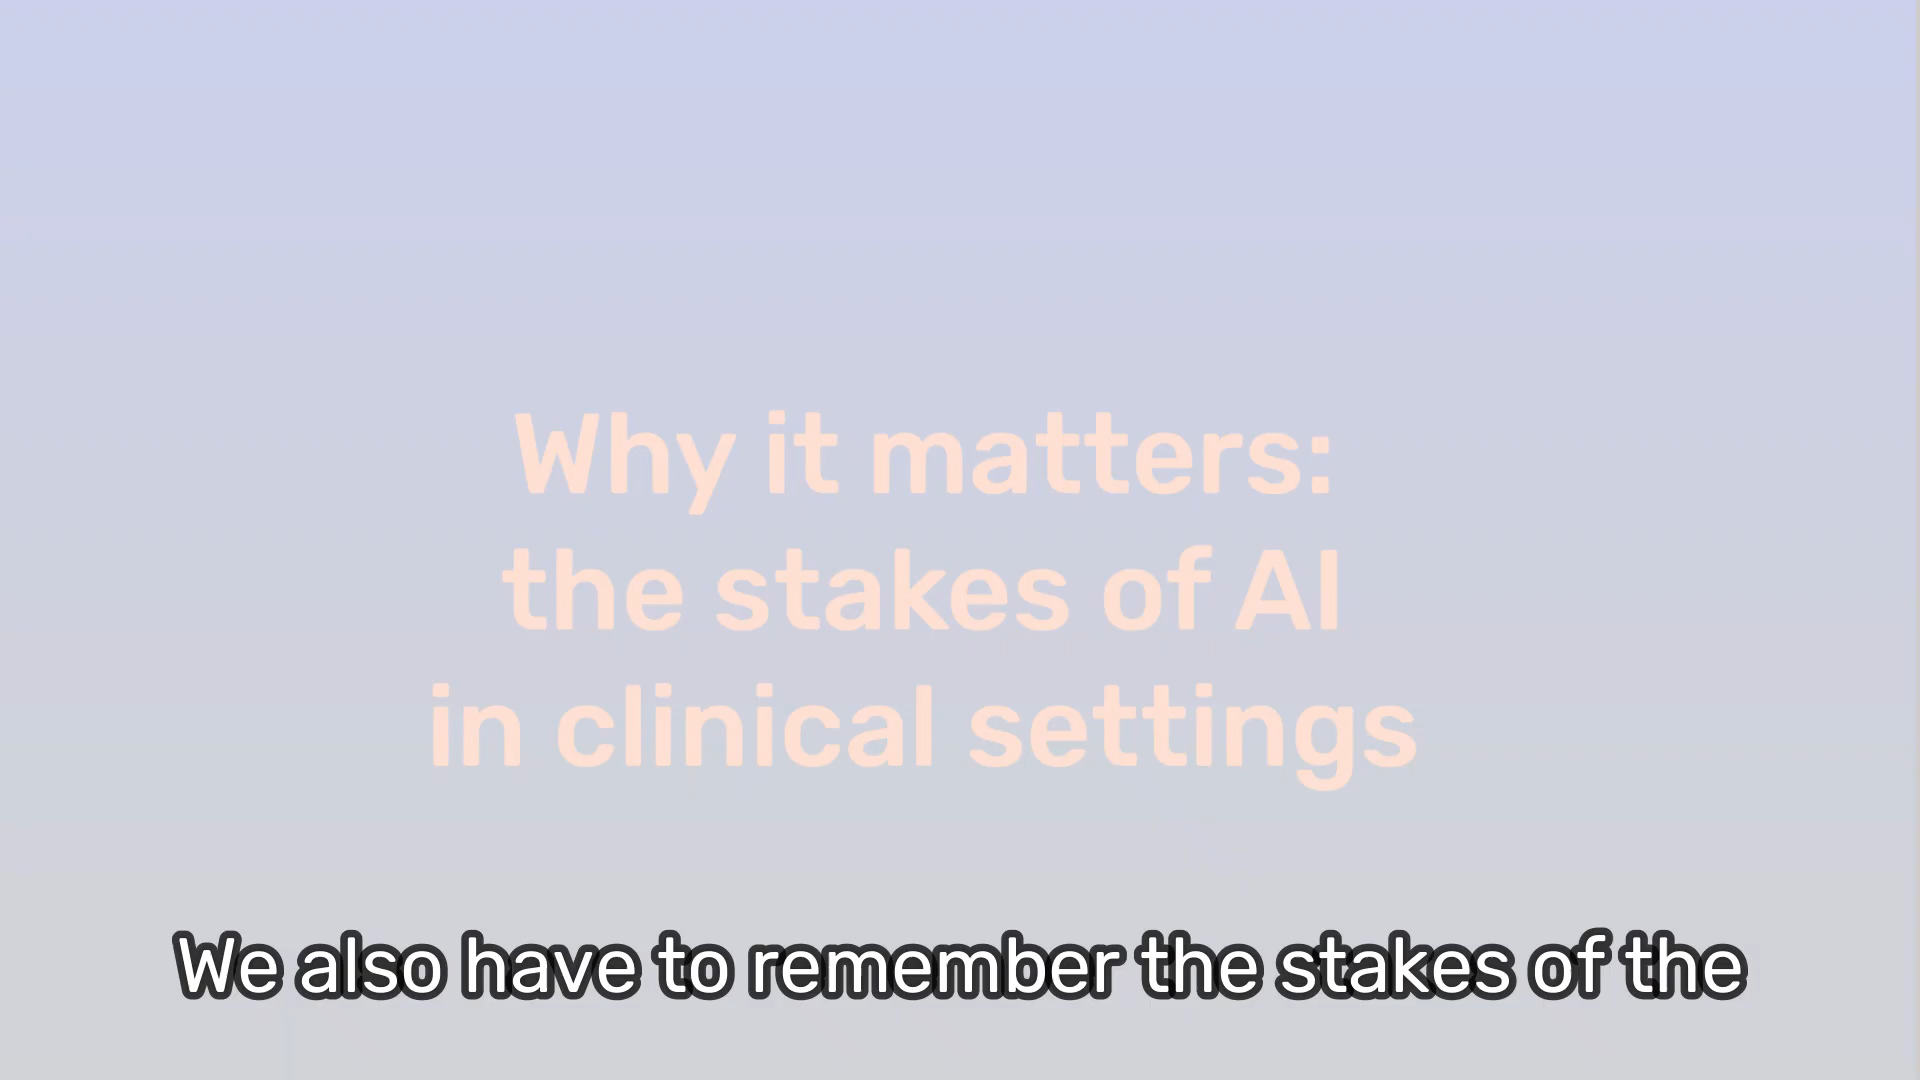 Why it matters:
the stakes of AI
in clinical settings
We also have to remember the stakes of the